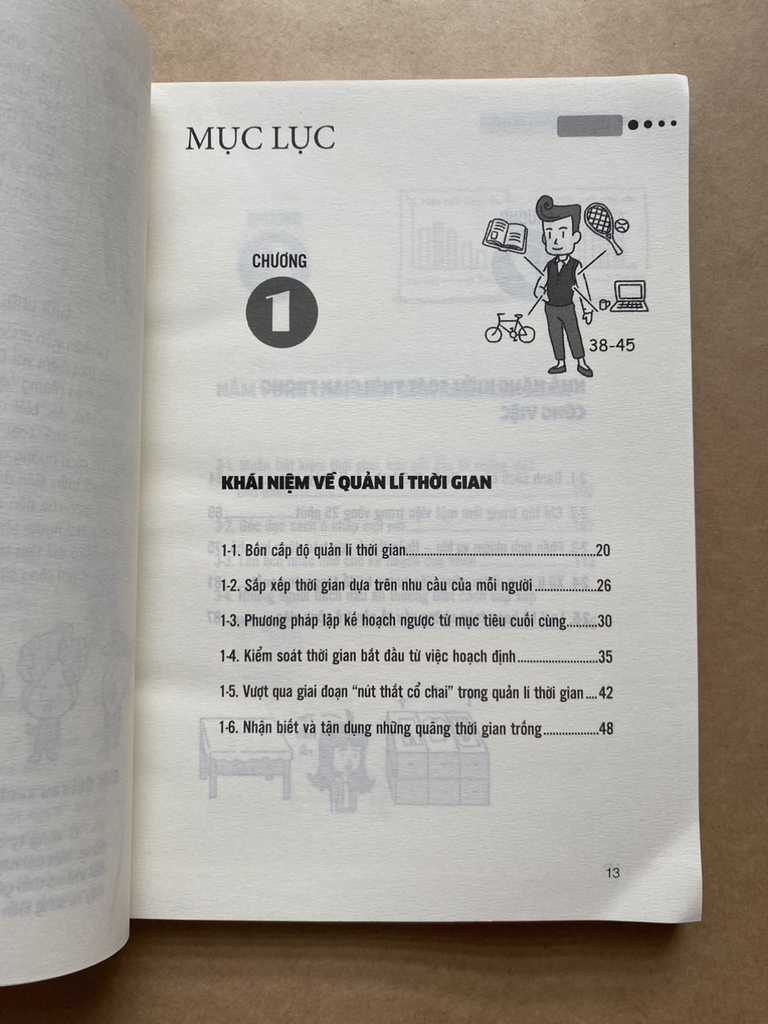 MỤC LỤC
CHƯƠNG
1
38-45
KHÁI NIỆM VỀ QUẢN LÍ THỜI GIAN
1-1. Bốn cấp độ quản lí thời gian....................................................20
1-2. Sắp xếp thời gian dựa trên nhu cầu của mỗi người................26
1-3. Phương pháp lập kế hoạch ngược từ mục tiêu cuối cùng.........30
1-4. Kiểm soát thời gian bắt đầu từ việc hoạch định.......................35
1-5. Vượt qua giai đoạn “nút thắt cổ chai” trong quản lí thời gian....42
1-6. Nhận biết và tận dụng những quãng thời gian trống................48
13